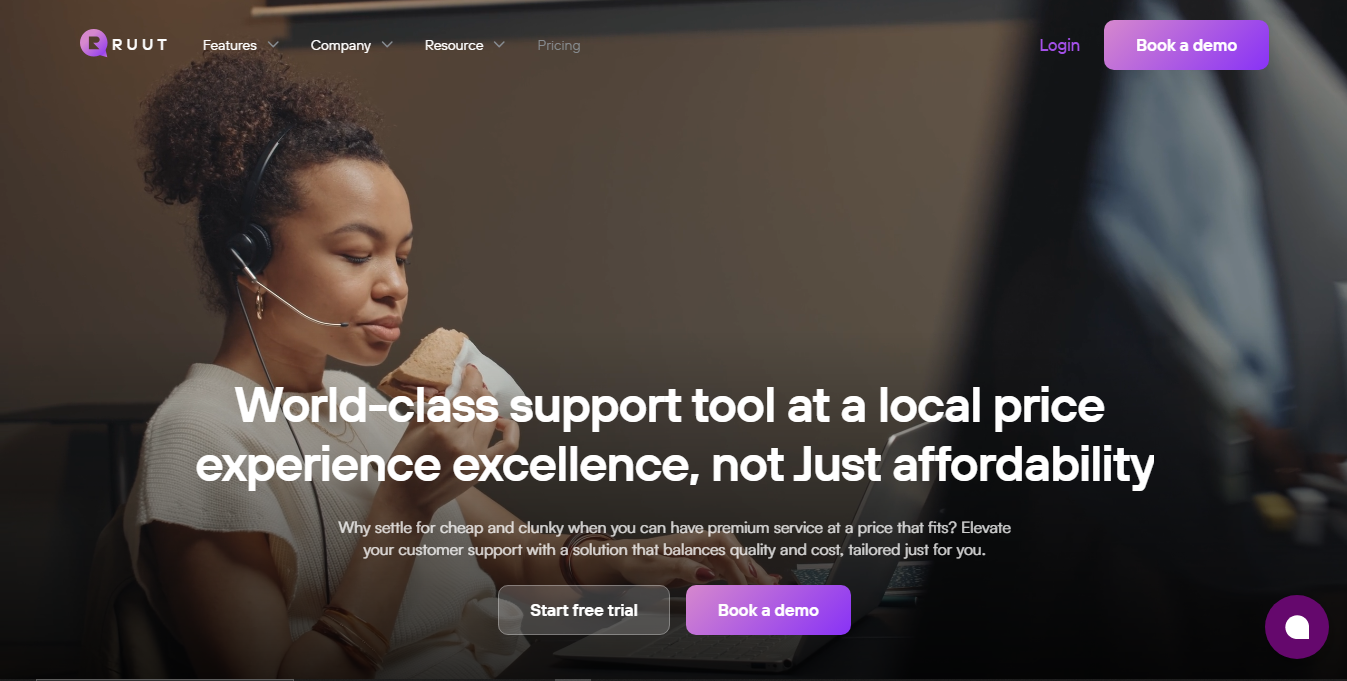 RUUT
Features
Company
Resource
Pricing
Login
Book a demo
World-class support tool at a local price
experience excellence, not Just affordability
Why settle for cheap and clunky when you can have premium service at a price that fits? Elevate
your customer support with a solution that balances quality and cost, tailored just for you.
Start free trial
Book a demo